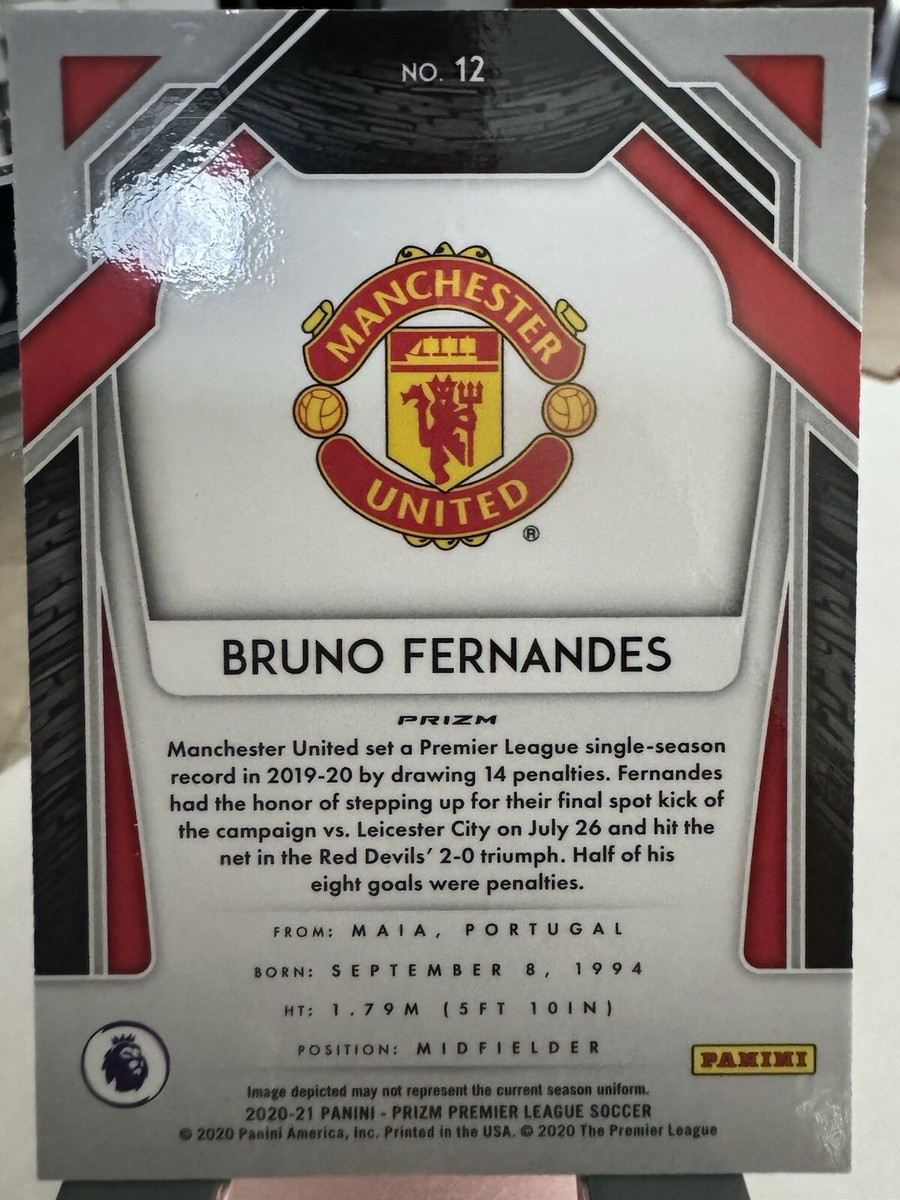 NO. 12
MANCHESTER
UNITED
®
BRUNO FERNANDES
PRIZM
Manchester United set a Premier League single-season
record in 2019-20 by drawing 14 penalties. Fernandes
had the honor of stepping up for their final spot kick of
the campaign vs. Leicester City on July 26 and hit the
net in the Red Devils' 2-0 triumph. Half of his
eight goals were penalties.
FROM: MAIA, PORTUGAL
BORN: SEPTEMBER 8, 1994
HT: 1.79M (5FT 10IN)
POSITION: MIDFIELDER
PANINI
Image depicted may not represent the current season uniform.
2020-21 PANINI - PRIZM PREMIER LEAGUE SOCCER
© 2020 Panini America, Inc. Printed in the USA. © 2020 The Premier League